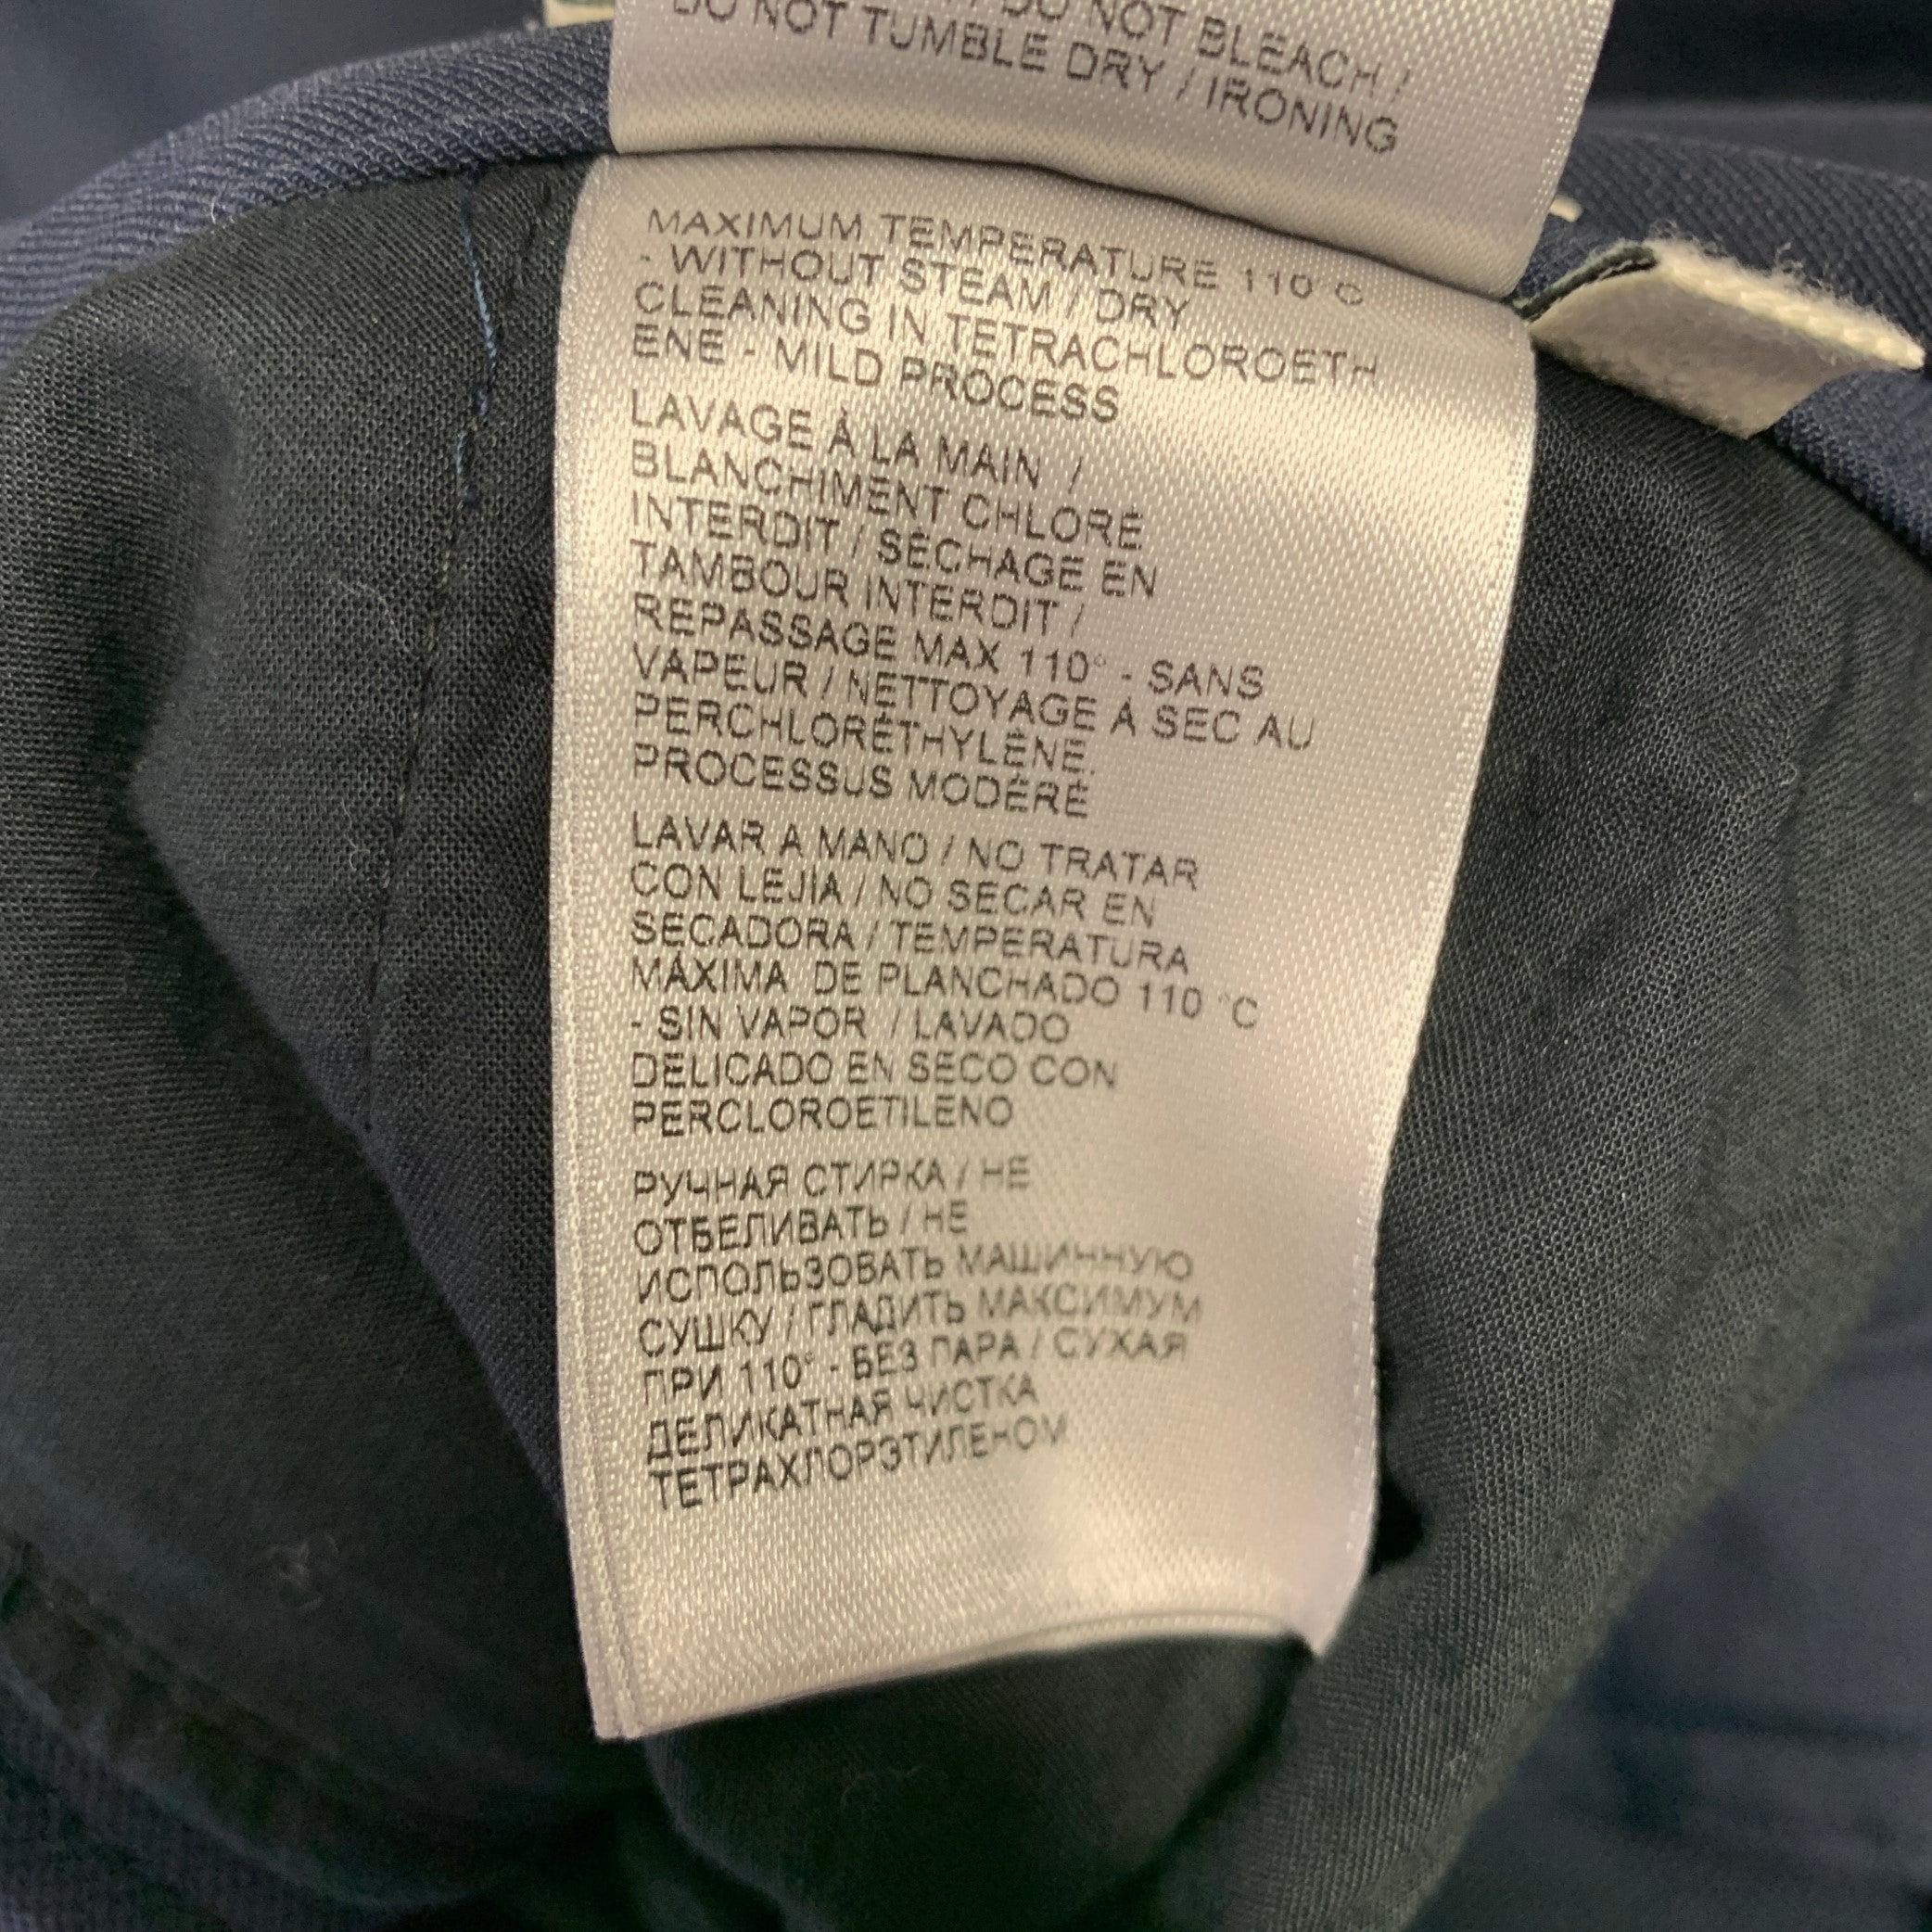 DO NOT BLEACH /
DO NOT TUMBLE DRY / IRONING
MAXIMUM TEMPERATURE 110°C
- WITHOUT STEAM / DRY
CLEANING IN TETRACHLOROETH
ENE - MILD PROCESS
LAVAGE À LA MAIN /
BLANCHIMENT CHLORÉ
INTERDIT / SÉCHAGE EN
TAMBOUR INTERDIT /
REPASSAGE MAX 110° - SANS
VAPEUR / NETTOYAGE À SEC AU
PERCHLORÉTHYLÈNE.
PROCESSUS MODÉRÉ
LAVAR A MANO / NO TRATAR
CON LEJIA / NO SECAR EN
SECADORA / TEMPERATURA
MÁXIMA DE PLANCHADO 110 °C
- SIN VAPOR / LAVADO
DELICADO EN SECO CON
PERCLOROETILENO
РУЧНАЯ СТИРКА / НЕ
ОТБЕЛИВАТЬ / НЕ
ИСПОЛЬЗОВАТЬ МАШИННУЮ
СУШКУ / ГЛАДИТЬ МАКСИМУМ
ПРИ 110° - БЕЗ ПАРА / СУХАЯ
ДЕЛИКАТНАЯ ЧИСТКА
ТЕТРАХЛОРЭТИЛЕНОМ